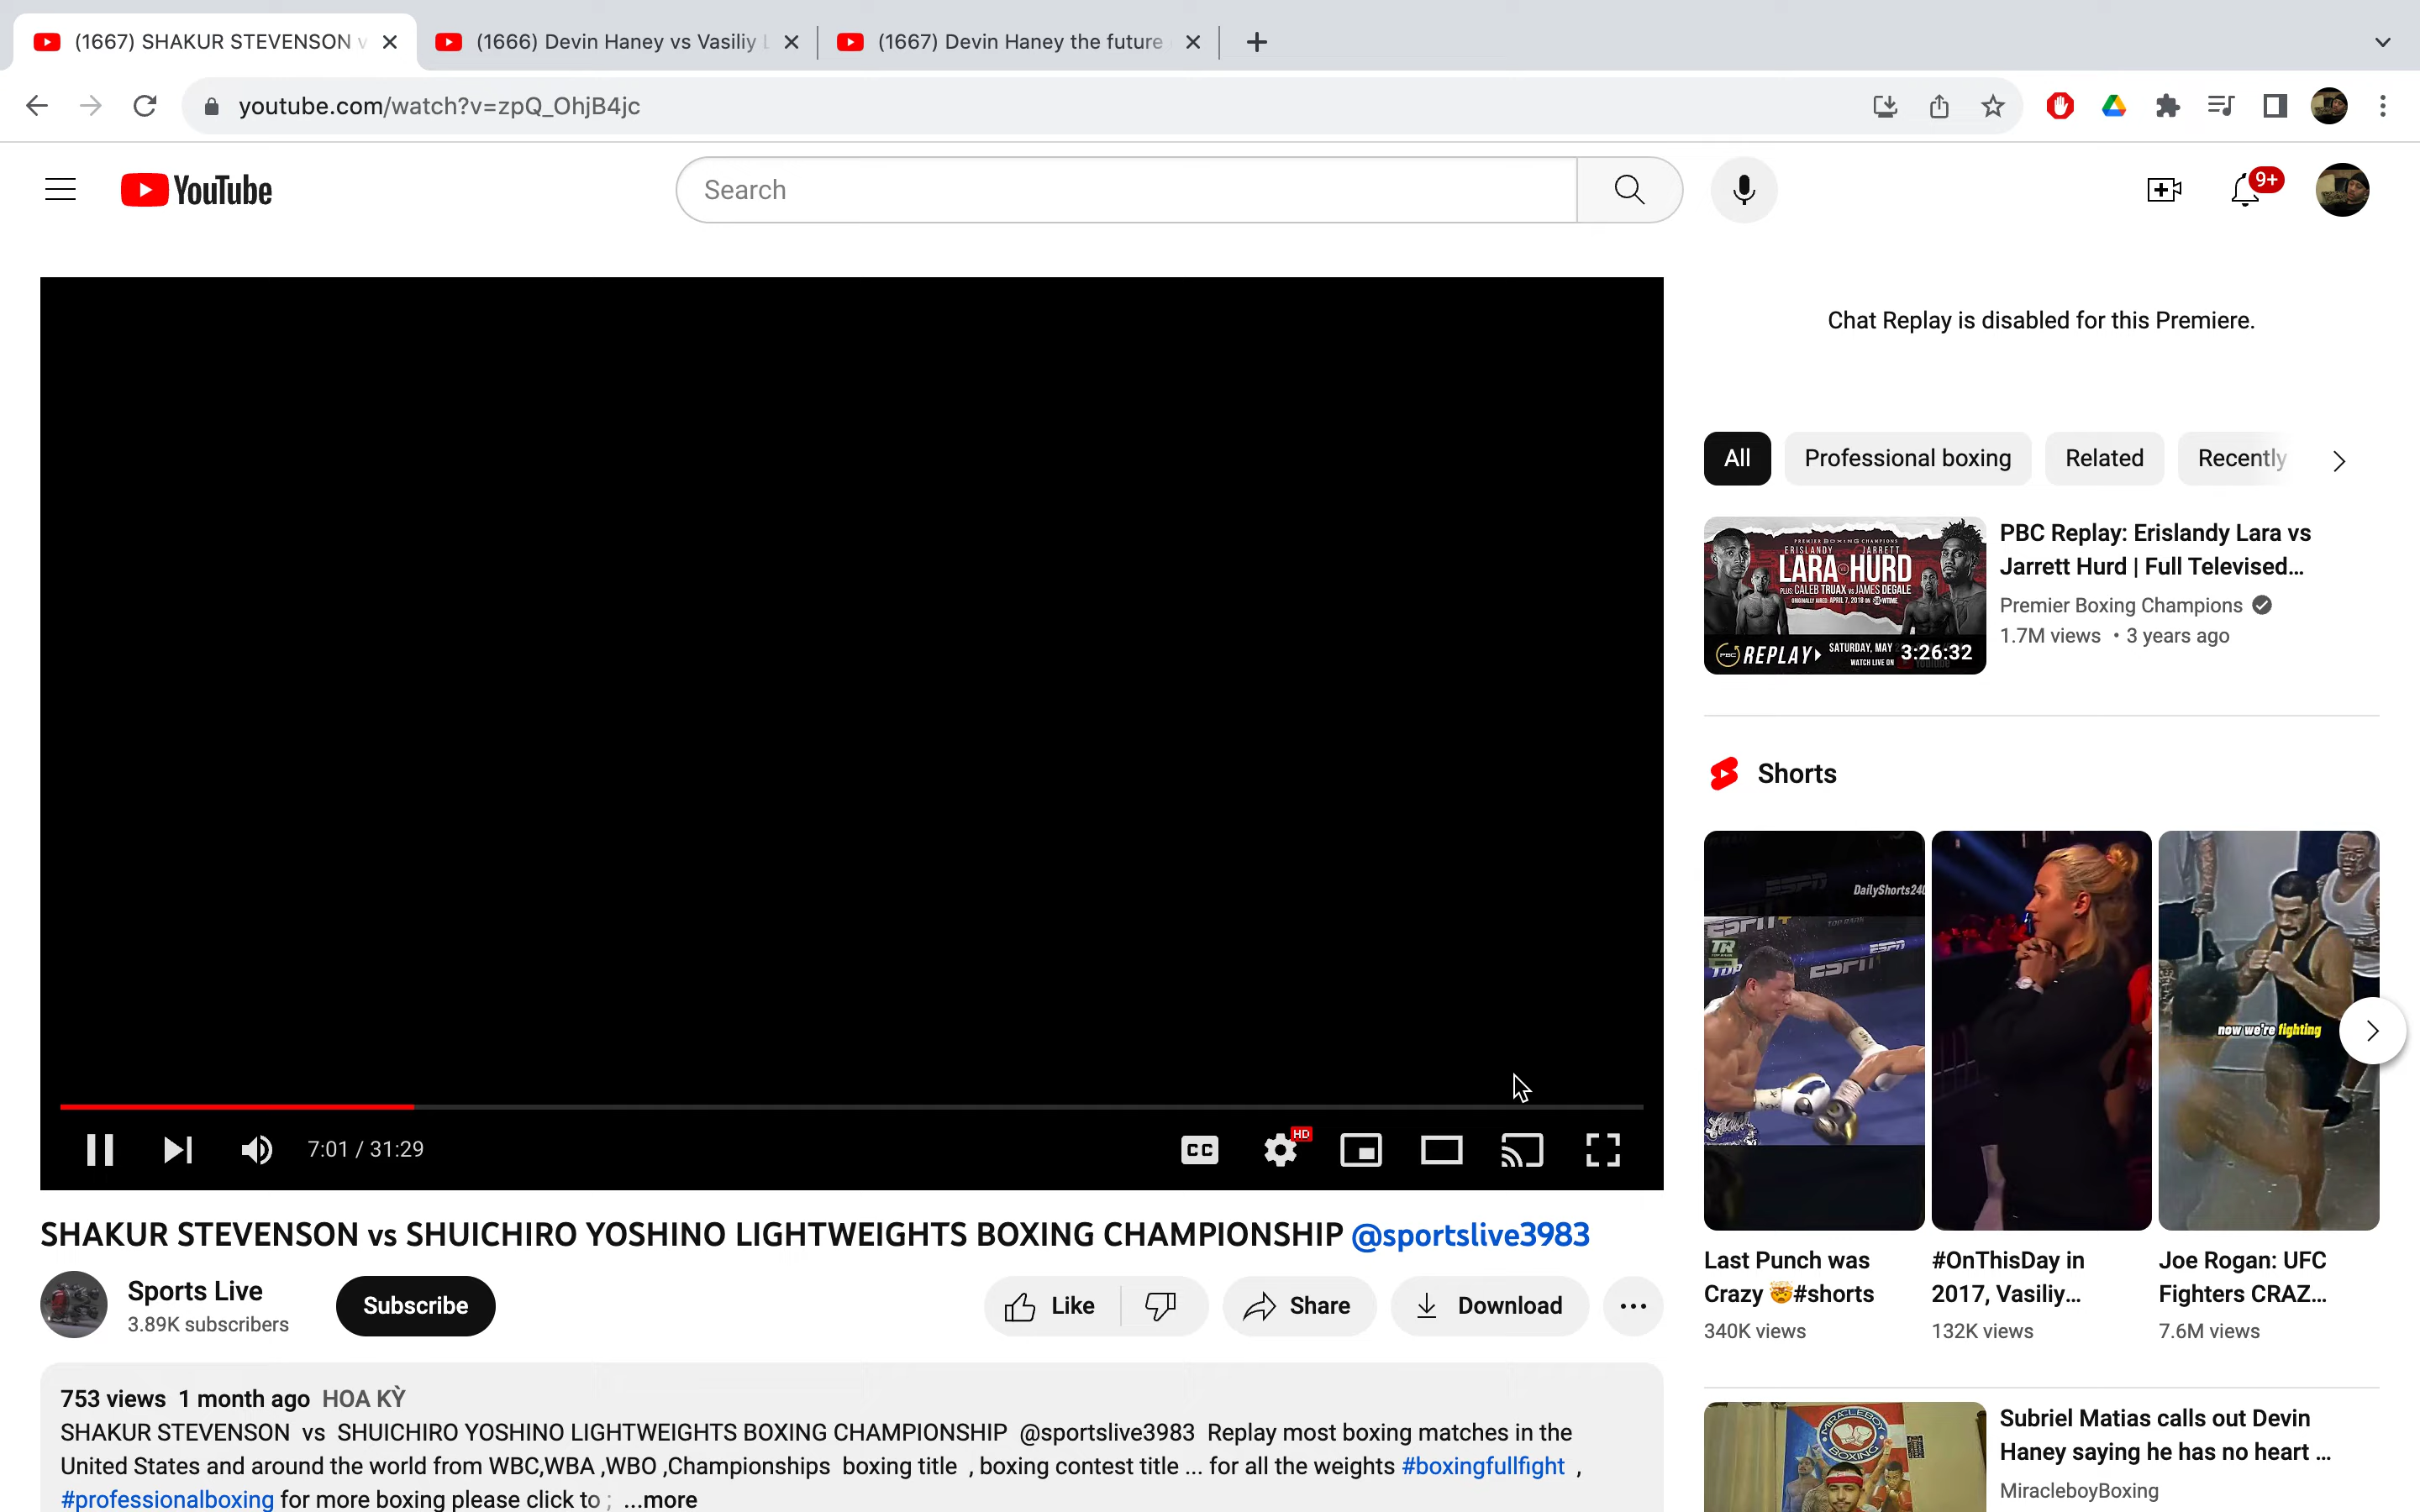 (1667) SHAKUR STEVENSON v
(1666) Devin Haney vs Vasiliy L
(1667) Devin Haney the future
youtube.com/watch?v=zpQ_OhjB4jc
YouTube
Search
9+
Chat Replay is disabled for this Premiere.
All
Professional boxing
Related
Recently
PREMIER BOXING CHAMPIONS
ERISLANDY JARRETT
LARA VS HURD
PLUS CALEB TRUAX vs JAMES DEGALE
ORIGINALLY AIRED: APRIL 7, 2018 ON SHOWTIME
PBC REPLAY
SATURDAY, MAY
WATCH LIVE ON YouTube
3:26:32
PBC Replay: Erislandy Lara vs
Jarrett Hurd | Full Televised...
Premier Boxing Champions
1.7M views • 3 years ago
Shorts
DailyShorts240
ESPN
ESPN+
TOP RANK
TR
TOP
ESPN
ESPN
now we're fighting
Last Punch was
Crazy 🤯#shorts
340K views
#OnThisDay in
2017, Vasiliy...
132K views
Joe Rogan: UFC
Fighters CRAZ...
7.6M views
7:01 / 31:29
CC
HD
SHAKUR STEVENSON vs SHUICHIRO YOSHINO LIGHTWEIGHTS BOXING CHAMPIONSHIP @sportslive3983
Sports Live
3.89K subscribers
Subscribe
Like
Share
Download
753 views 1 month ago HOA KỲ
SHAKUR STEVENSON vs SHUICHIRO YOSHINO LIGHTWEIGHTS BOXING CHAMPIONSHIP @sportslive3983 Replay most boxing matches in the
United States and around the world from WBC,WBA ,WBO ,Championships boxing title , boxing contest title ... for all the weights #boxingfullfight ,
#professionalboxing for more boxing please click to ; ...more
MIRACLEBOY
BOXING
Subriel Matias calls out Devin
Haney saying he has no heart ...
MiracleboyBoxing